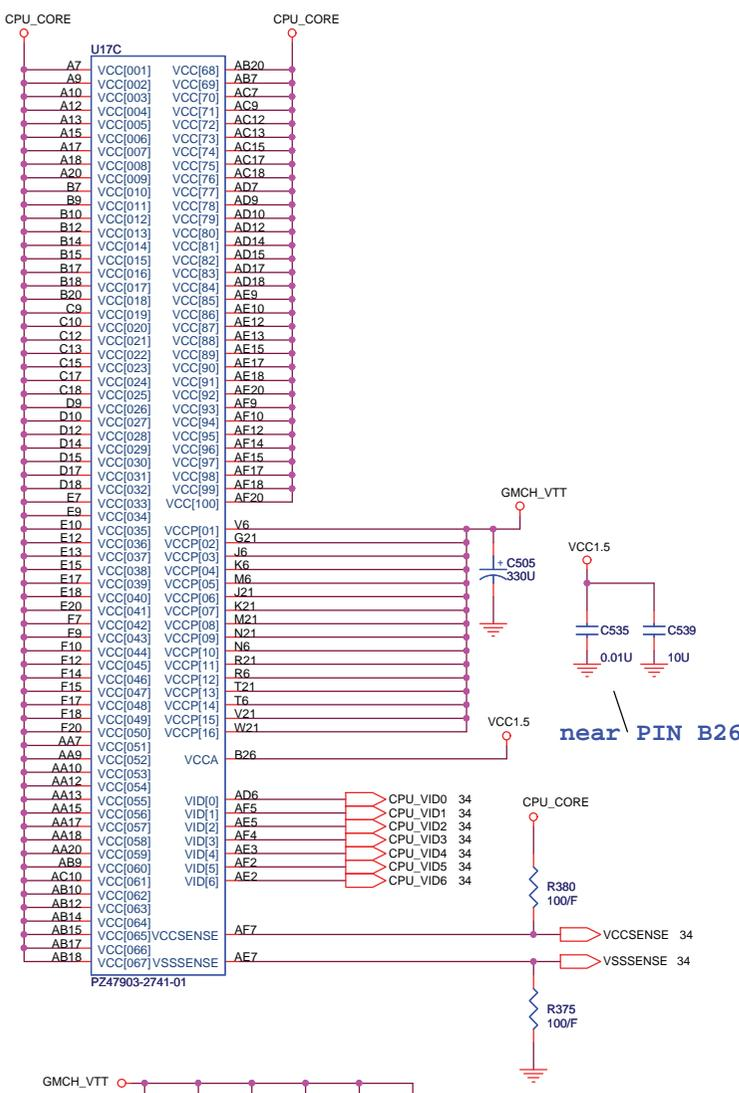 CPU_CORE CPU_CORE
U17C
A7 VCC[001] VCC[68] AB20
A9 VCC[002] VCC[69] AB7
A10 VCC[003] VCC[70] AC7
A12 VCC[004] VCC[71] AC9
A13 VCC[005] VCC[72] AC12
A15 VCC[006] VCC[73] AC13
A17 VCC[007] VCC[74] AC15
A18 VCC[008] VCC[75] AC17
A20 VCC[009] VCC[76] AC18
B7 VCC[010] VCC[77] AD7
B9 VCC[011] VCC[78] AD9
B10 VCC[012] VCC[79] AD10
B12 VCC[013] VCC[80] AD12
B14 VCC[014] VCC[81] AD14
B15 VCC[015] VCC[82] AD15
B17 VCC[016] VCC[83] AD17
B18 VCC[017] VCC[84] AD18
B20 VCC[018] VCC[85] AE9
C9 VCC[019] VCC[86] AE10
C10 VCC[020] VCC[87] AE12
C12 VCC[021] VCC[88] AE13
C13 VCC[022] VCC[89] AE15
C15 VCC[023] VCC[90] AE17
C17 VCC[024] VCC[91] AE18
C18 VCC[025] VCC[92] AE20
D9 VCC[026] VCC[93] AF9
D10 VCC[027] VCC[94] AF10
D12 VCC[028] VCC[95] AF12
D14 VCC[029] VCC[96] AF14
D15 VCC[030] VCC[97] AF15
D17 VCC[031] VCC[98] AF17
D18 VCC[032] VCC[99] AF18
E7 VCC[033] VCC[100] AF20
E9 VCC[034]
E10 VCC[035] VCCP[01] V6
E12 VCC[036] VCCP[02] G21
E13 VCC[037] VCCP[03] J6
E15 VCC[038] VCCP[04] K6
E17 VCC[039] VCCP[05] M6
E18 VCC[040] VCCP[06] J21
E20 VCC[041] VCCP[07] K21
F7 VCC[042] VCCP[08] M21
F9 VCC[043] VCCP[09] N21
F10 VCC[044] VCCP[10] N6
F12 VCC[045] VCCP[11] R21
F14 VCC[046] VCCP[12] R6
F15 VCC[047] VCCP[13] T21
F17 VCC[048] VCCP[14] T6
F18 VCC[049] VCCP[15] V21
F20 VCC[050] VCCP[16] W21
AA7 VCC[051]
AA9 VCC[052] VCCA B26
AA10 VCC[053]
AA12 VCC[054]
AA13 VCC[055] VID[0] AD6 CPU_VID0 34
AA15 VCC[056] VID[1] AF5 CPU_VID1 34
AA17 VCC[057] VID[2] AE5 CPU_VID2 34
AA18 VCC[058] VID[3] AF4 CPU_VID3 34
AA20 VCC[059] VID[4] AE3 CPU_VID4 34
AB9 VCC[060] VID[5] AF2 CPU_VID5 34
AC10 VCC[061] VID[6] AE2 CPU_VID6 34
AB10 VCC[062]
AB12 VCC[063]
AB14 VCC[064]
AB15 VCC[065] VCCSENSE AF7
AB17 VCC[066]
AB18 VCC[067] VSSSENSE AE7
PZ47903-2741-01
GMCH_VTT
+ C505
330U
VCC1.5
C535 C539
0.01U 10U
near PIN B26
VCC1.5
CPU_CORE
R380
100/F
VCCSENSE 34
VSSSENSE 34
R375
100/F
GMCH_VTT